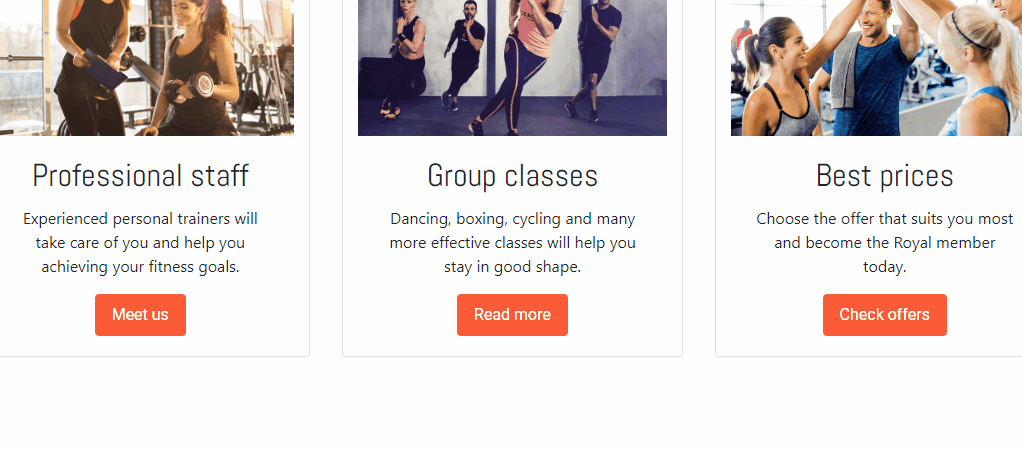 Professional staff
Experienced personal trainers will
take care of you and help you
achieving your fitness goals.
Meet us
Group classes
Dancing, boxing, cycling and many
more effective classes will help you
stay in good shape.
Read more
Best prices
Choose the offer that suits you most
and become the Royal member
today.
Check offers